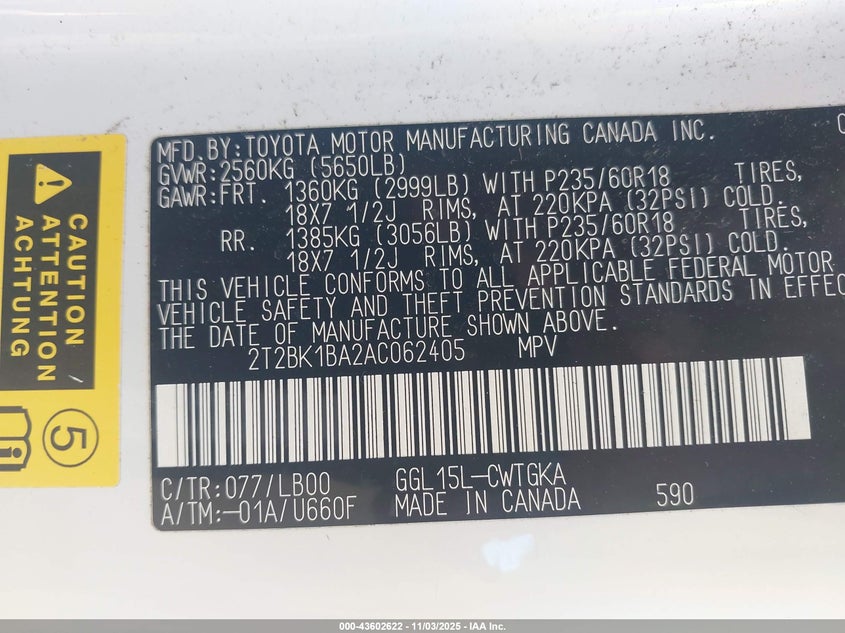 MFD. BY: TOYOTA MOTOR MANUFACTURING CANADA INC.
GVWR: 2560KG (5650LB)
GAWR: FRT. 1360KG (2999LB) WITH P235/60R18 TIRES,
18X7 1/2J RIMS, AT 220KPA (32PSI) COLD.
RR. 1385KG (3056LB) WITH P235/60R18 TIRES,
18X7 1/2J RIMS, AT 220KPA (32PSI) COLD.
THIS VEHICLE CONFORMS TO ALL APPLICABLE FEDERAL MOTOR
VEHICLE SAFETY AND THEFT PREVENTION STANDARDS IN EFFEC
THE DATE OF MANUFACTURE SHOWN ABOVE.
2T2BK1BA2AC062405 MPV
C/TR: 077/LB00 GGL15L-CWTGKA
A/TM:-01A/U660F MADE IN CANADA 590
CAUTION
ATTENTION
ACHTUNG
5
000-43602622 - 11/03/2025 - IAA Inc.